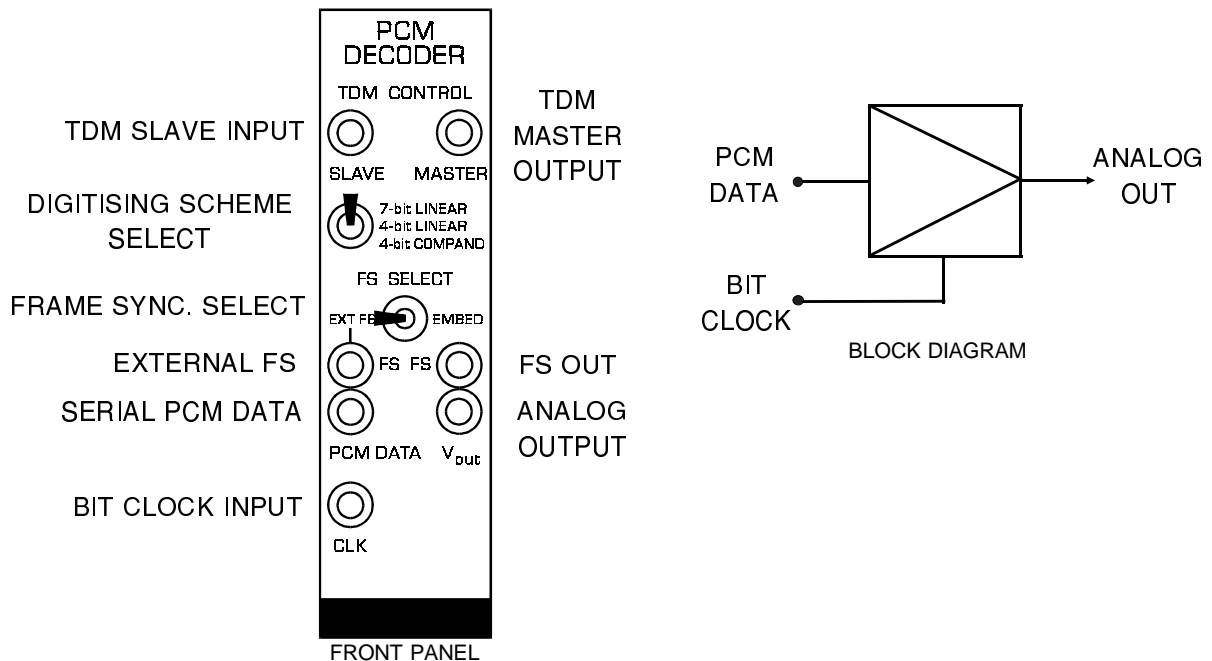 PCM
DECODER
TDM CONTROL
TDM SLAVE INPUT
TDM
MASTER
OUTPUT
SLAVE MASTER
DIGITISING SCHEME
SELECT
7-bit LINEAR
4-bit LINEAR
4-bit COMPAND
FS SELECT
FRAME SYNC. SELECT
EXT FS
EMBED
EXTERNAL FS
FS FS
FS OUT
SERIAL PCM DATA
ANALOG
OUTPUT
PCM DATA Vout
BIT CLOCK INPUT
CLK
FRONT PANEL
PCM
DATA
ANALOG
OUT
BIT
CLOCK
BLOCK DIAGRAM